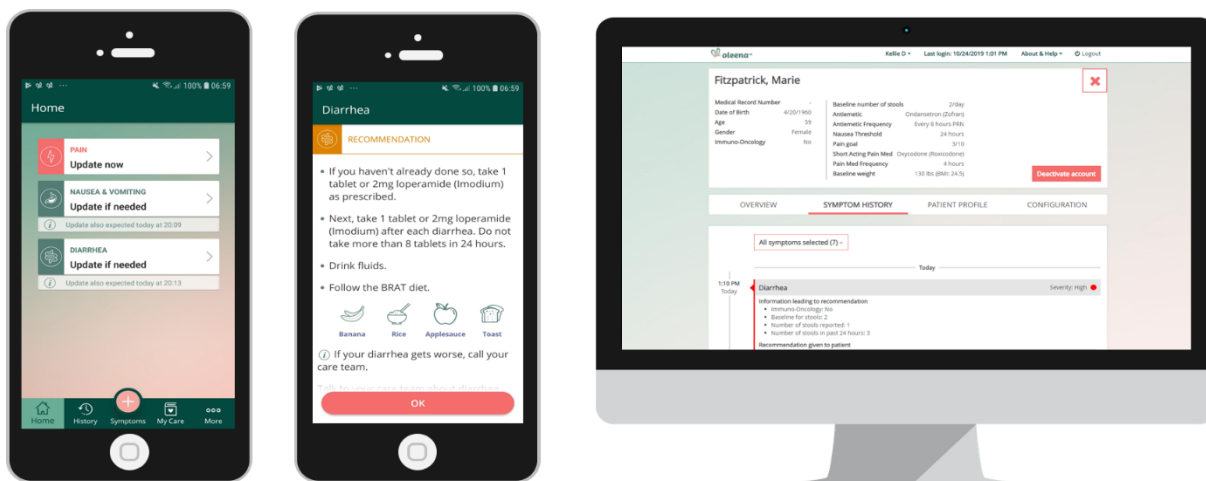 100% 06:59
Home
PAIN
Update now
NAUSEA & VOMITING
Update if needed
Update also expected today at 20:09
DIARRHEA
Update if needed
Update also expected today at 20:13
Home History Symptoms My Care More
100% 06:59
Diarrhea
RECOMMENDATION
• If you haven't already done so, take 1
tablet or 2mg loperamide (Imodium)
as prescribed.
• Next, take 1 tablet or 2mg loperamide
(Imodium) after each diarrhea. Do not
take more than 8 tablets in 24 hours.
• Drink fluids.
• Follow the BRAT diet.
Banana Rice Applesauce Toast
If your diarrhea gets worse, call your
care team.
Talk to your care team about diarrhea
OK
oleena
Kellie D Last login: 10/24/2019 1:01 PM About & Help Logout
Fitzpatrick, Marie
Medical Record Number -
Date of Birth 4/20/1960
Age 59
Gender Female
Immuno-Oncology No
Baseline number of stools 2/day
Antiemetic Ondansetron (Zofran)
Antiemetic Frequency Every 8 hours PRN
Nausea Threshold 24 hours
Pain goal 3/10
Short Acting Pain Med Oxycodone (Roxicodone)
Pain Med Frequency 4 hours
Baseline weight 130 lbs (BMI: 24.5)
Deactivate account
OVERVIEW SYMPTOM HISTORY PATIENT PROFILE CONFIGURATION
All symptoms selected (7)
Today
1:10 PM
Today
Diarrhea Severity: High
Information leading to recommendation
• Immuno-Oncology: No
• Baseline for stools: 2
• Number of stools reported: 1
• Number of stools in past 24 hours: 3
Recommendation given to patient